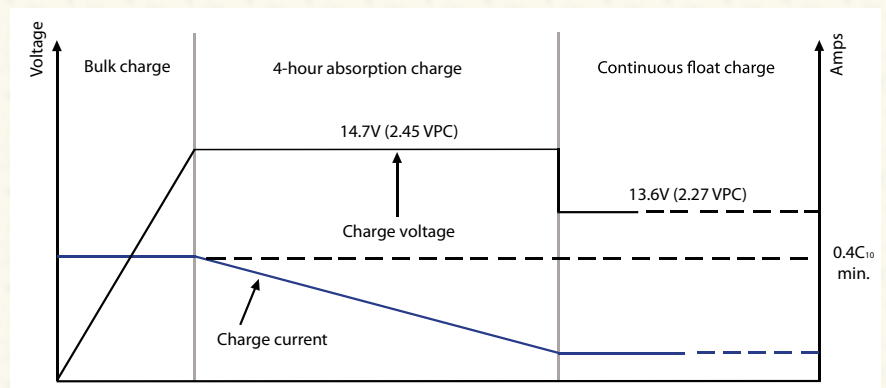 Voltage
Bulk charge
4-hour absorption charge
Continuous float charge
Amps
14.7V (2.45 VPC)
13.6V (2.27 VPC)
Charge voltage
0.4C₁₀
min.
Charge current